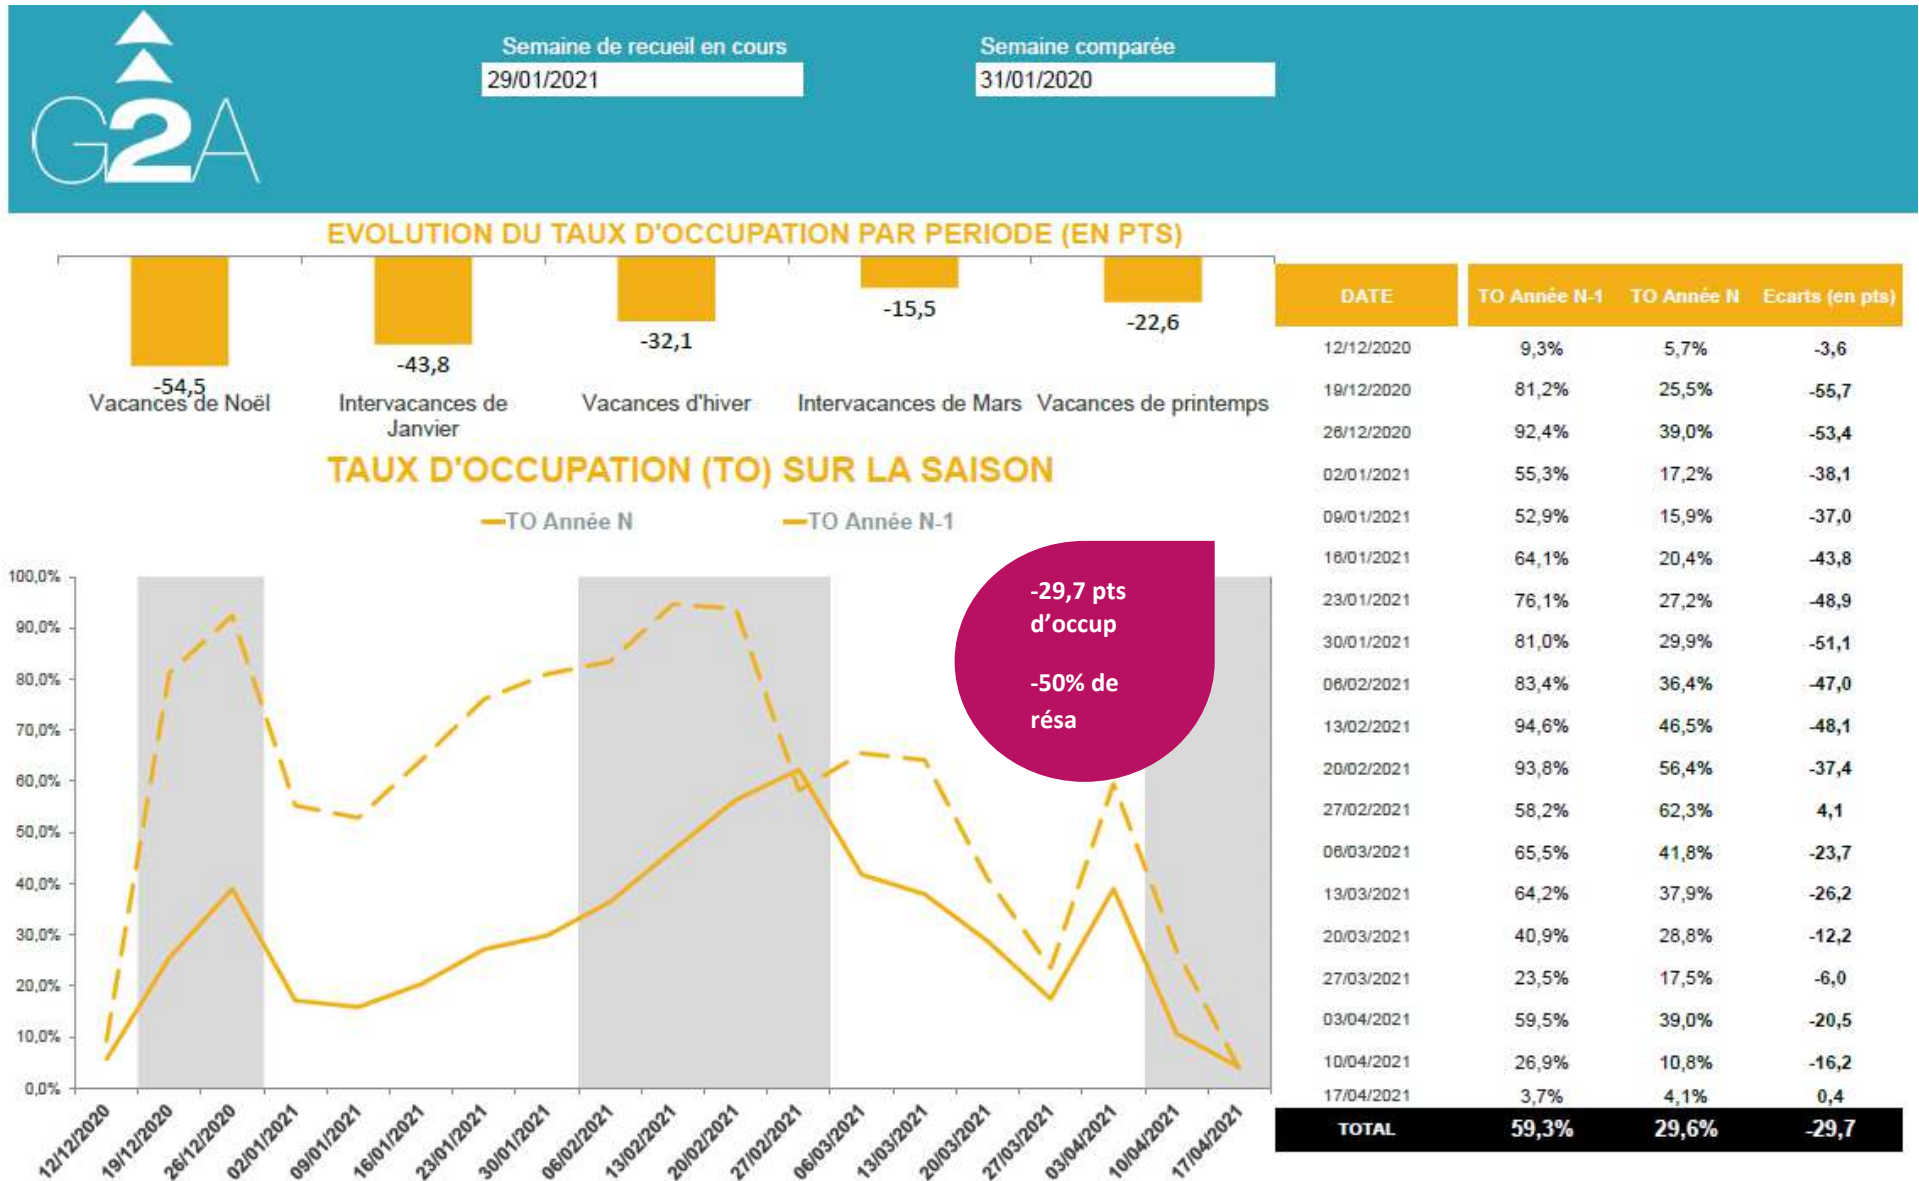 G2A
Semaine de recueil en cours
29/01/2021
Semaine comparée
31/01/2020
EVOLUTION DU TAUX D'OCCUPATION PAR PERIODE (EN PTS)
-54,5
-43,8
-32,1
-15,5
-22,6
Vacances de Noël
Intervacances de
Janvier
Vacances d'hiver
Intervacances de Mars
Vacances de printemps
TAUX D'OCCUPATION (TO) SUR LA SAISON
TO Année N
TO Année N-1
-29,7 pts
d'occup
-50% de
résa
100,0%
90,0%
80,0%
70,0%
60,0%
50,0%
40,0%
30,0%
20,0%
10,0%
0,0%
12/12/2020
19/12/2020
26/12/2020
02/01/2021
09/01/2021
16/01/2021
23/01/2021
30/01/2021
06/02/2021
13/02/2021
20/02/2021
27/02/2021
06/03/2021
13/03/2021
20/03/2021
27/03/2021
03/04/2021
10/04/2021
17/04/2021
DATE TO Année N-1 TO Année N Ecarts (en pts)
12/12/2020 9,3% 5,7% -3,6
19/12/2020 81,2% 25,5% -55,7
26/12/2020 92,4% 39,0% -53,4
02/01/2021 55,3% 17,2% -38,1
09/01/2021 52,9% 15,9% -37,0
16/01/2021 64,1% 20,4% -43,8
23/01/2021 76,1% 27,2% -48,9
30/01/2021 81,0% 29,9% -51,1
06/02/2021 83,4% 36,4% -47,0
13/02/2021 94,6% 46,5% -48,1
20/02/2021 93,8% 56,4% -37,4
27/02/2021 58,2% 62,3% 4,1
06/03/2021 65,5% 41,8% -23,7
13/03/2021 64,2% 37,9% -26,2
20/03/2021 40,9% 28,8% -12,2
27/03/2021 23,5% 17,5% -6,0
03/04/2021 59,5% 39,0% -20,5
10/04/2021 26,9% 10,8% -16,2
17/04/2021 3,7% 4,1% 0,4
TOTAL 59,3% 29,6% -29,7